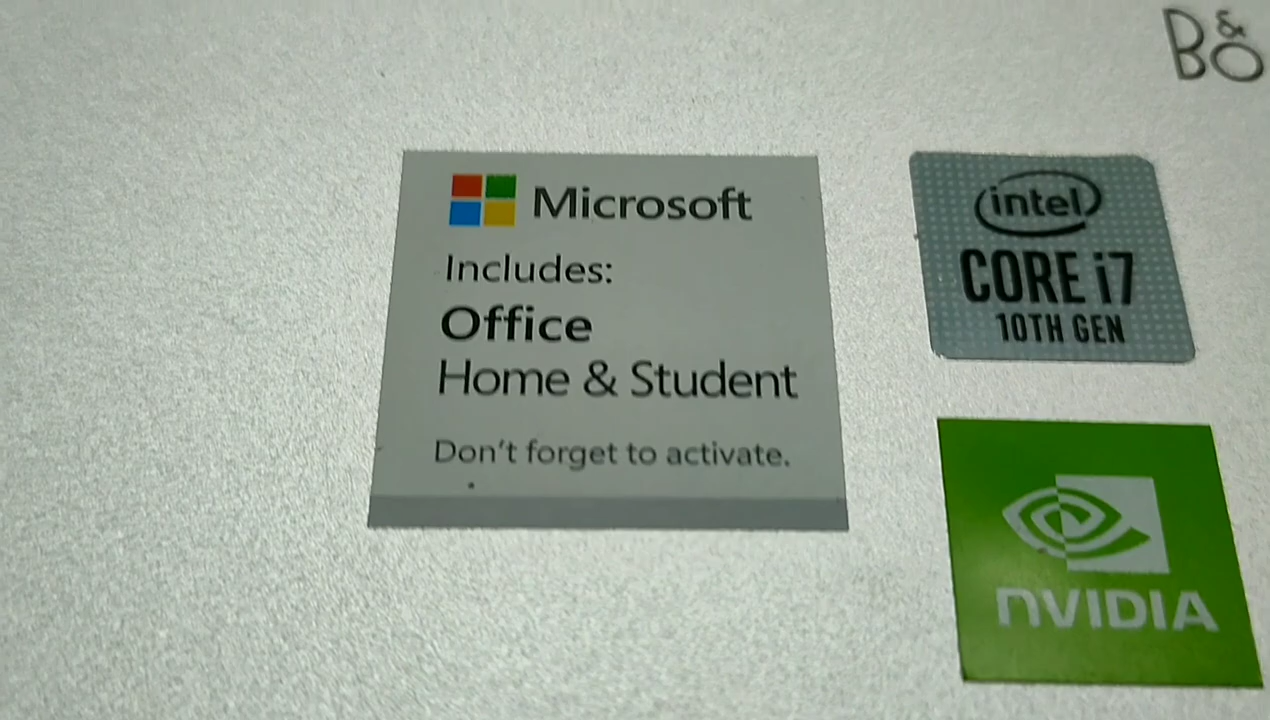 B&O
Microsoft
Includes:
Office
Home & Student
Don't forget to activate.
intel
CORE i7
10TH GEN
NVIDIA